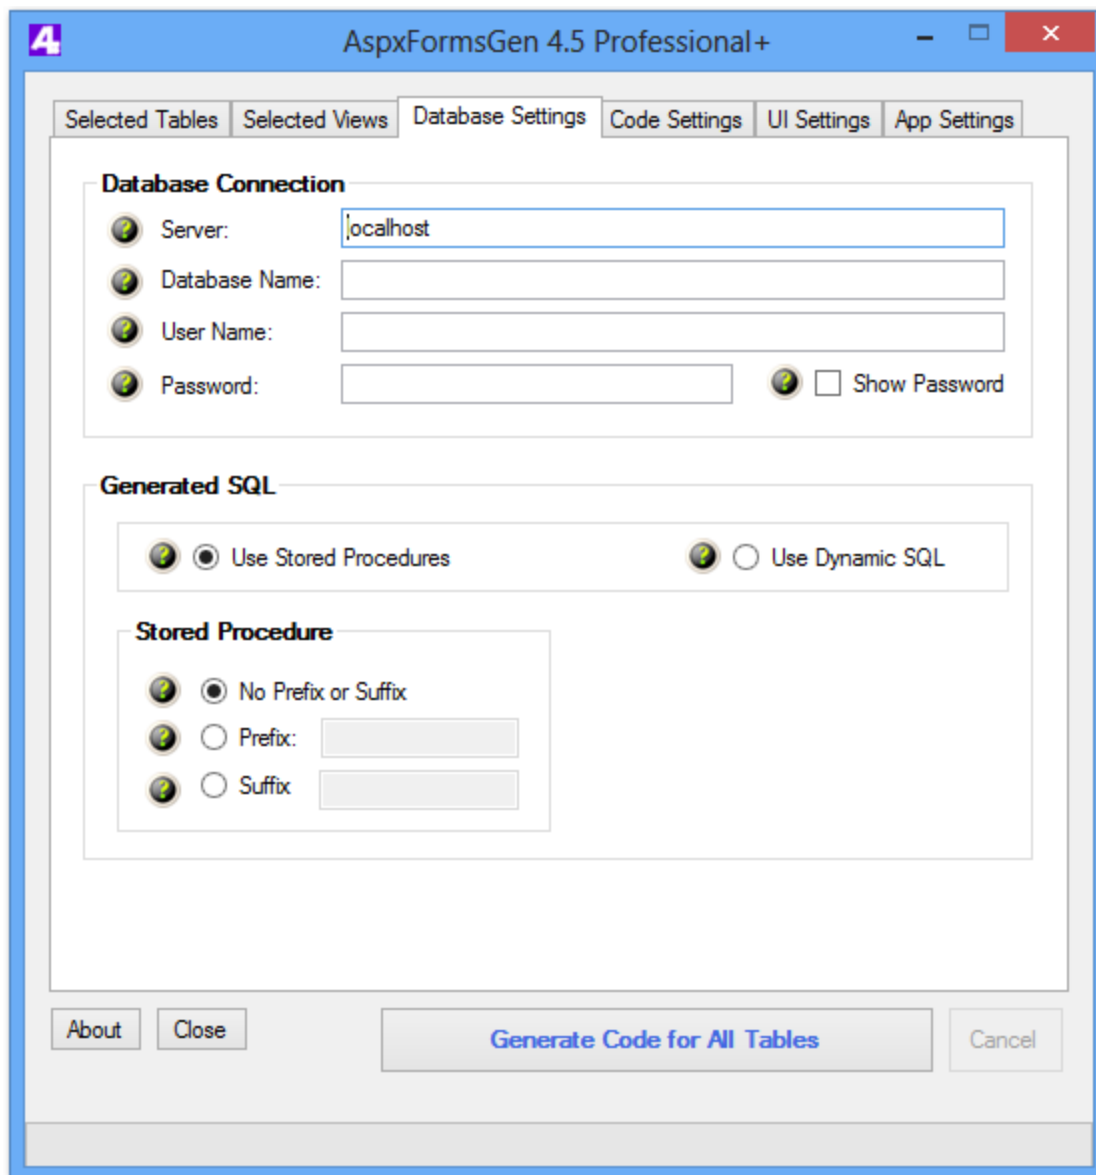 4 AspxFormsGen 4.5 Professional+
Selected Tables Selected Views Database Settings Code Settings UI Settings App Settings
Database Connection
? Server: localhost
? Database Name:
? User Name:
? Password: ? Show Password
Generated SQL
? Use Stored Procedures ? Use Dynamic SQL
Stored Procedure
? No Prefix or Suffix
? Prefix:
? Suffix
About Close Generate Code for All Tables Cancel